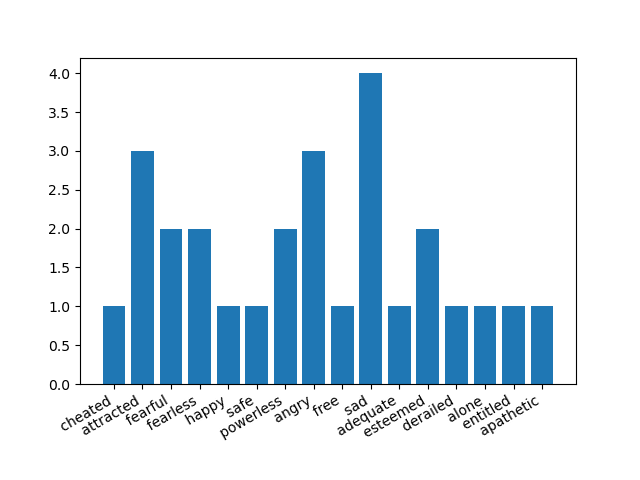 4.0
3.5
3.0
2.5
2.0
1.5
1.0
0.5
0.0
cheated
attracted
fearful
fearless
happy
safe
powerless
angry
free
sad
adequate
esteemed
derailed
alone
entitled
apathetic